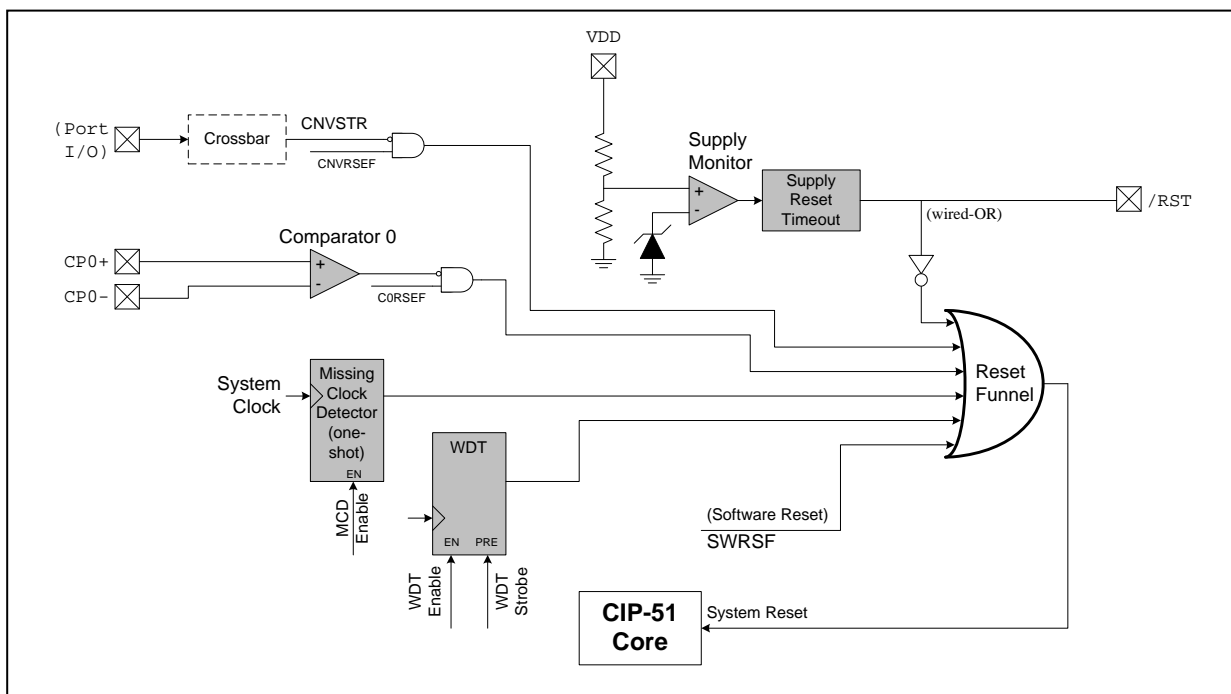 VDD
(Port
I/O)
Crossbar
CNVSTR
CNVRSEF
Supply
Monitor
+
-
Supply
Reset
Timeout
(wired-OR)
/RST
Comparator 0
CP0+
CP0-
+
-
C0RSEF
System
Clock
Missing
Clock
Detector
(one-
shot)
EN
MCD
Enable
WDT
EN PRE
WDT
Enable
WDT
Strobe
Reset
Funnel
(Software Reset)
SWRSF
CIP-51
Core
System Reset